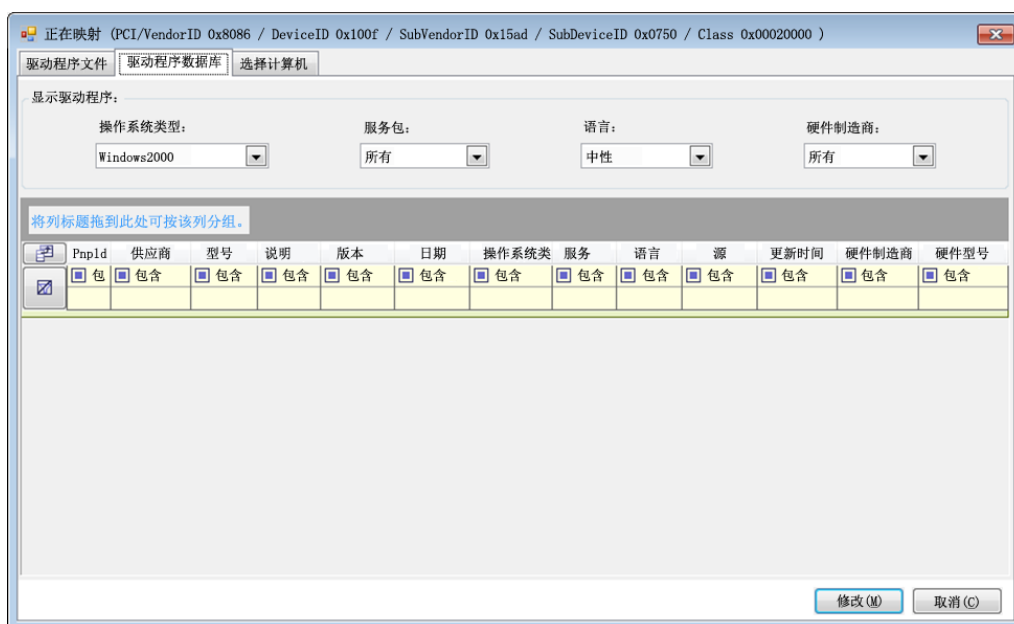 正在映射 (PCI/VendorID 0x8086 / DeviceID 0x100f / SubVendorID 0x15ad / SubDeviceID 0x0750 / Class 0x00020000 )
驱动程序文件 驱动程序数据库 选择计算机
显示驱动程序:
操作系统类型: 服务包: 语言: 硬件制造商:
Windows2000 所有 中性 所有
将列标题拖到此处可按该列分组。
PnpId 供应商 型号 说明 版本 日期 操作系统类 服务 语言 源 更新时间 硬件制造商 硬件型号
包 包含 包含 包含 包含 包含 包含 包含 包含 包含 包含 包含 包含
修改(M) 取消(C)